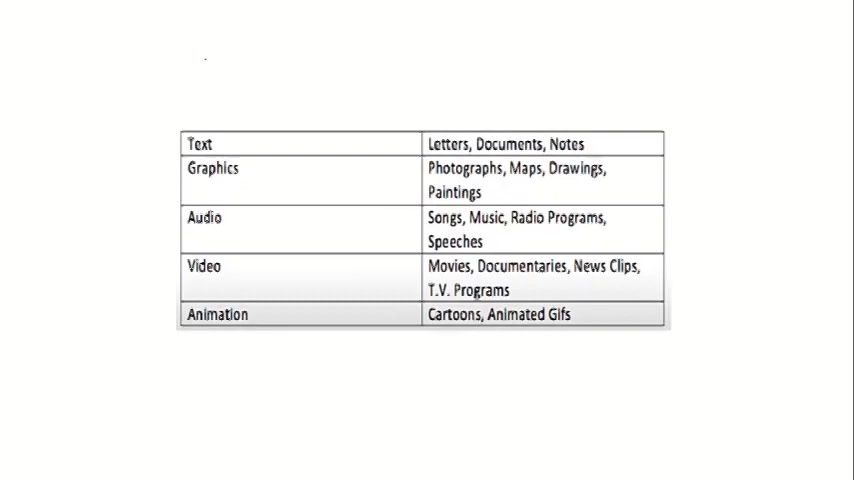 Text Letters, Documents, Notes
Graphics Photographs, Maps, Drawings,
Paintings
Audio Songs, Music, Radio Programs,
Speeches
Video Movies, Documentaries, News Clips,
T.V. Programs
Animation Cartoons, Animated Gifs